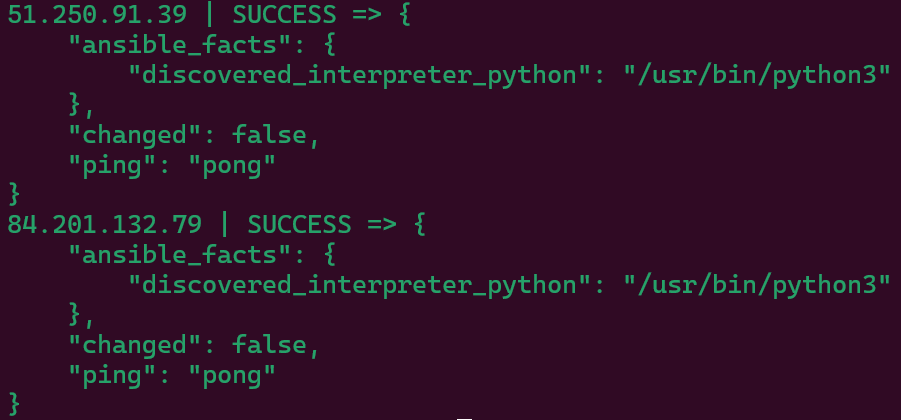 51.250.91.39 | SUCCESS => {
    "ansible_facts": {
        "discovered_interpreter_python": "/usr/bin/python3"
    },
    "changed": false,
    "ping": "pong"
}
84.201.132.79 | SUCCESS => {
    "ansible_facts": {
        "discovered_interpreter_python": "/usr/bin/python3"
    },
    "changed": false,
    "ping": "pong"
}